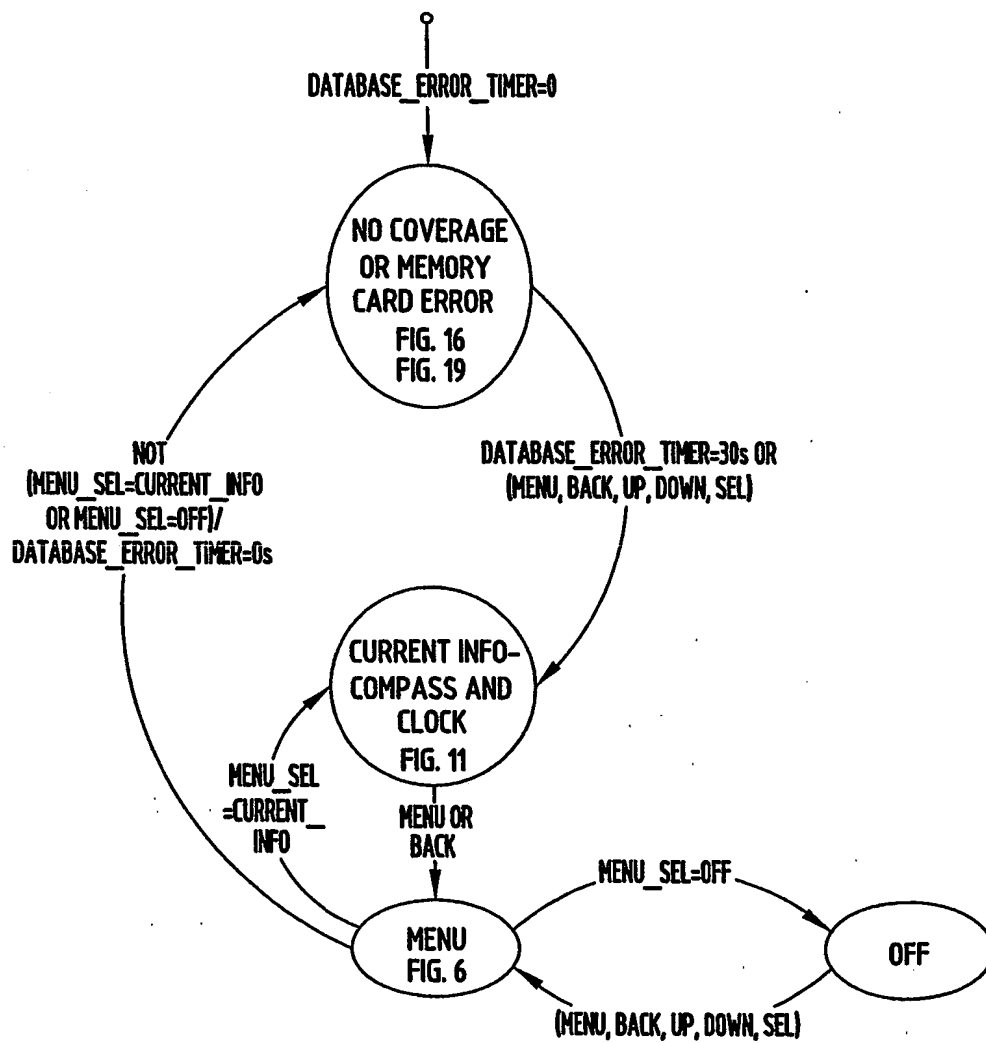 DATABASE_ERROR_TIMER=0
NO COVERAGE
OR MEMORY
CARD ERROR
FIG. 16
FIG. 19
NOT
(MENU_SEL=CURRENT_INFO
OR MENU_SEL=OFF)/
DATABASE_ERROR_TIMER=0s
DATABASE_ERROR_TIMER=30s OR
(MENU, BACK, UP, DOWN, SEL)
CURRENT INFO-
COMPASS AND
CLOCK
FIG. 11
MENU_SEL
=CURRENT_
INFO
MENU OR
BACK
MENU_SEL=OFF
MENU
FIG. 6
OFF
(MENU, BACK, UP, DOWN, SEL)